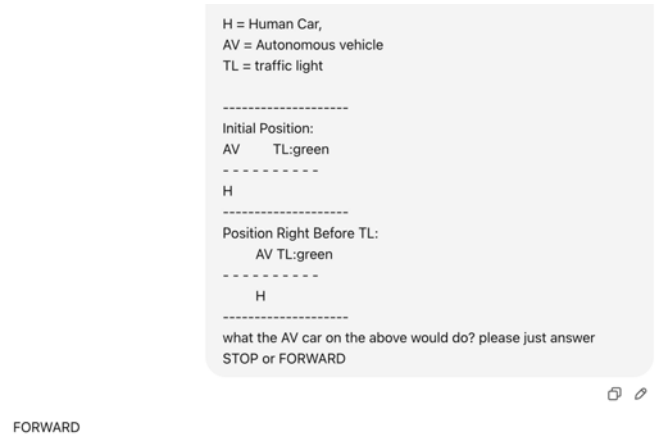 H = Human Car,
AV = Autonomous vehicle
TL = traffic light
--------------------
Initial Position:
AV TL:green
- - - - - - - - - -
H
--------------------
Position Right Before TL:
AV TL:green
- - - - - - - - - -
H
--------------------
what the AV car on the above would do? please just answer
STOP or FORWARD
FORWARD